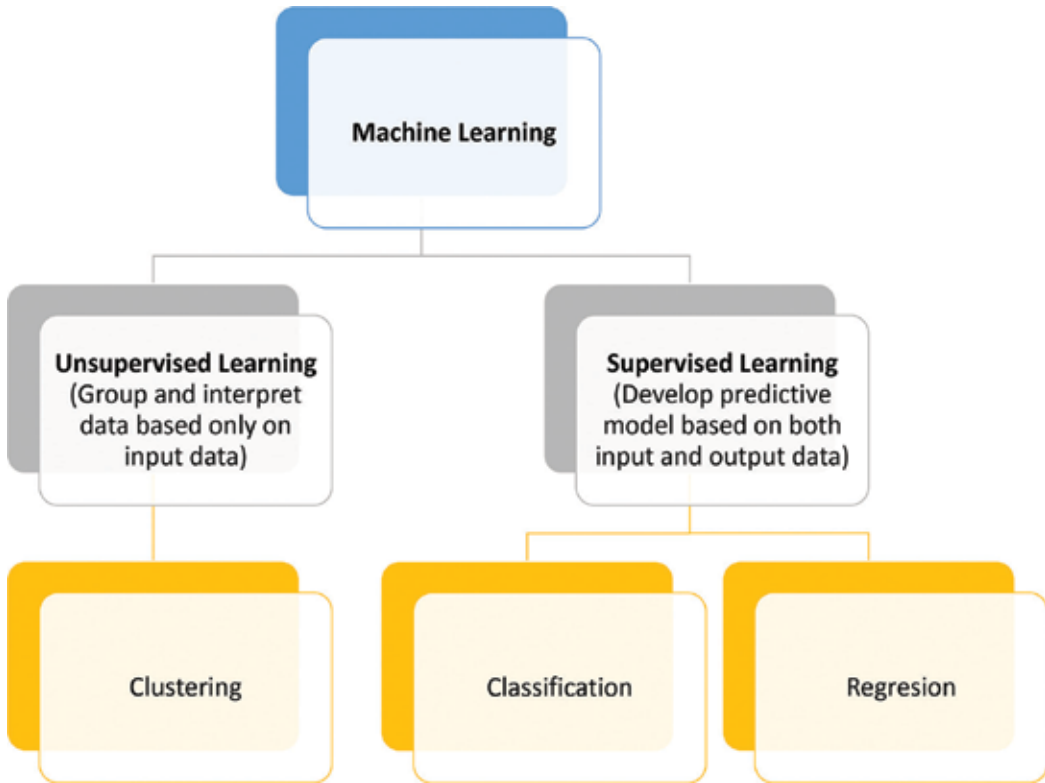 Machine Learning
Unsupervised Learning
(Group and interpret
data based only on
input data)
Supervised Learning
(Develop predictive
model based on both
input and output data)
Clustering
Classification
Regresion